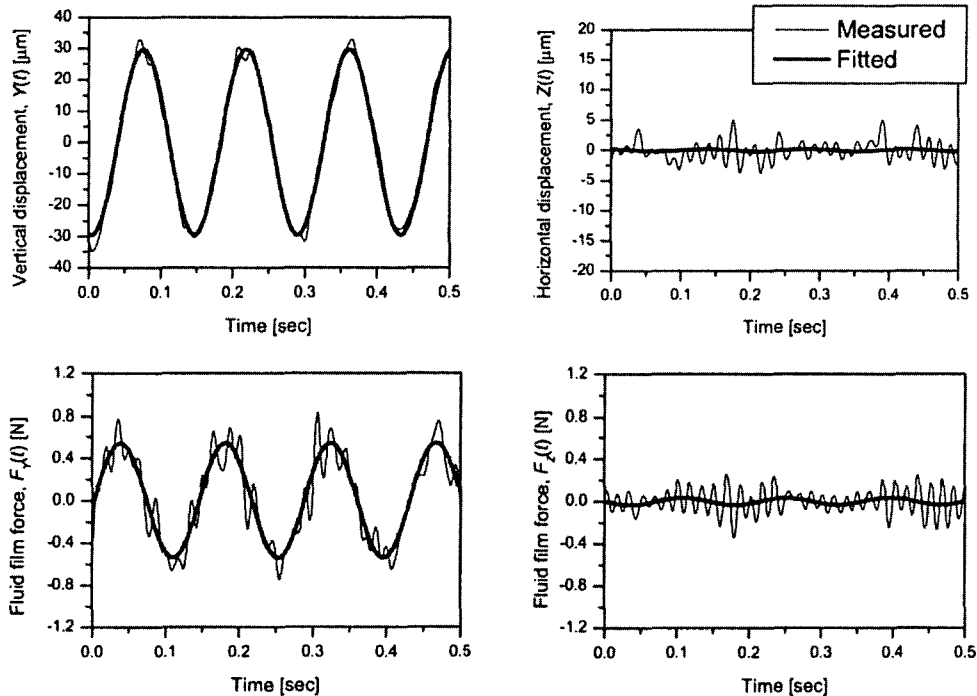 Measured
Fitted
Vertical displacement, Y(t) [μm]
40
30
20
10
0
-10
-20
-30
-40
0.0 0.1 0.2 0.3 0.4 0.5
Time [sec]
Horizontal displacement, Z(t) [μm]
20
15
10
5
0
-5
-10
-15
-20
0.0 0.1 0.2 0.3 0.4 0.5
Time [sec]
Fluid film force, F_Y(t) [N]
1.2
0.8
0.4
0.0
-0.4
-0.8
-1.2
0.0 0.1 0.2 0.3 0.4 0.5
Time [sec]
Fluid film force, F_Z(t) [N]
1.2
0.8
0.4
0.0
-0.4
-0.8
-1.2
0.0 0.1 0.2 0.3 0.4 0.5
Time [sec]